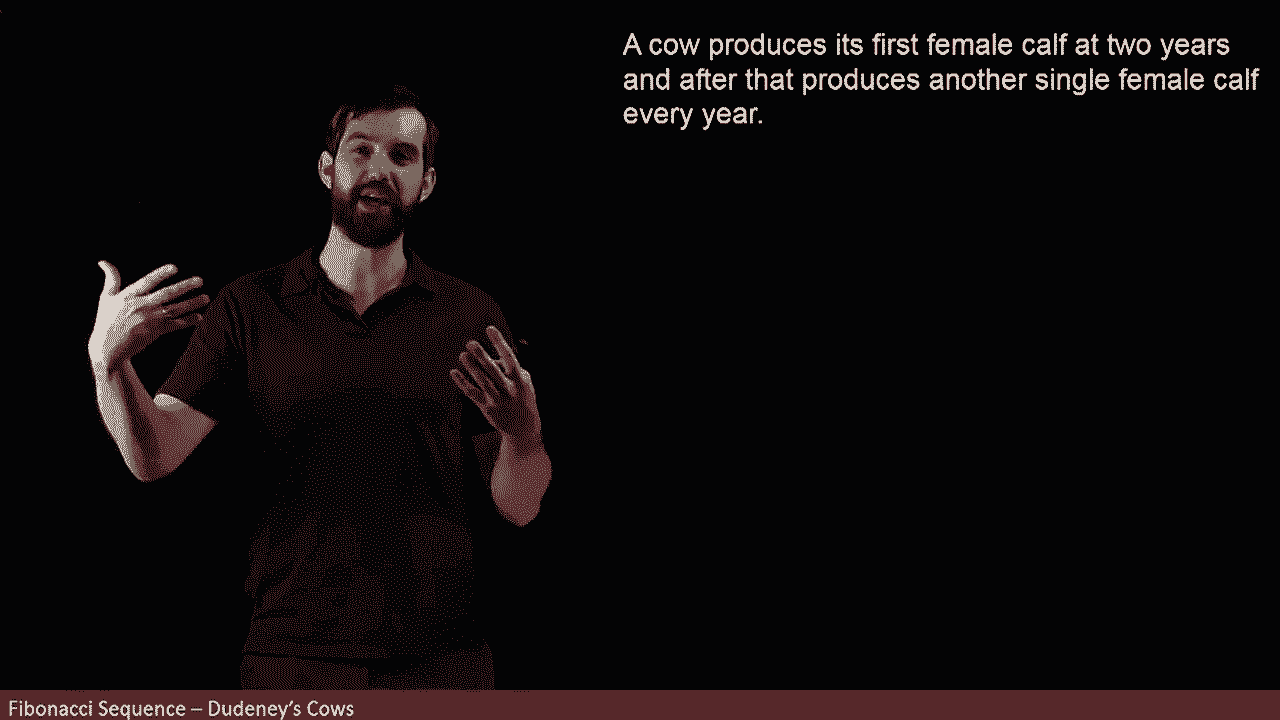 A cow produces its first female calf at two years
and after that produces another single female calf
every year.
Fibonacci Sequence – Dudeney's Cows